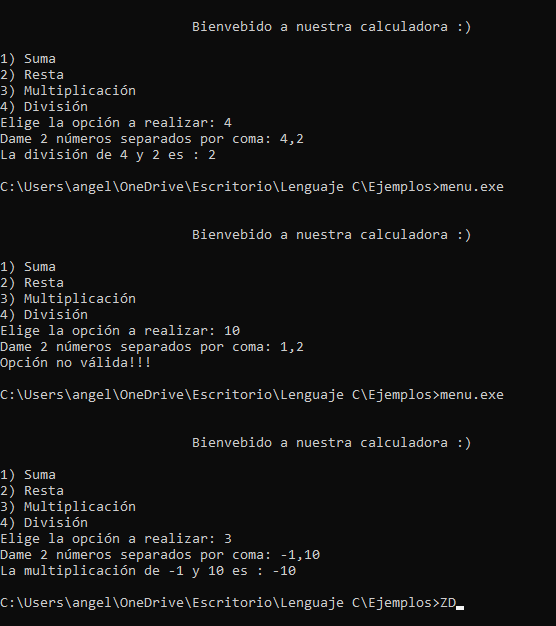 Bienvebido a nuestra calculadora :)
1) Suma
2) Resta
3) Multiplicación
4) División
Elige la opción a realizar: 4
Dame 2 números separados por coma: 4,2
La división de 4 y 2 es : 2
C:\Users\angel\OneDrive\Escritorio\Lenguaje C\Ejemplos>menu.exe
Bienvebido a nuestra calculadora :)
1) Suma
2) Resta
3) Multiplicación
4) División
Elige la opción a realizar: 10
Dame 2 números separados por coma: 1,2
Opción no válida!!!
C:\Users\angel\OneDrive\Escritorio\Lenguaje C\Ejemplos>menu.exe
Bienvebido a nuestra calculadora :)
1) Suma
2) Resta
3) Multiplicación
4) División
Elige la opción a realizar: 3
Dame 2 números separados por coma: -1,10
La multiplicación de -1 y 10 es : -10
C:\Users\angel\OneDrive\Escritorio\Lenguaje C\Ejemplos>ZD